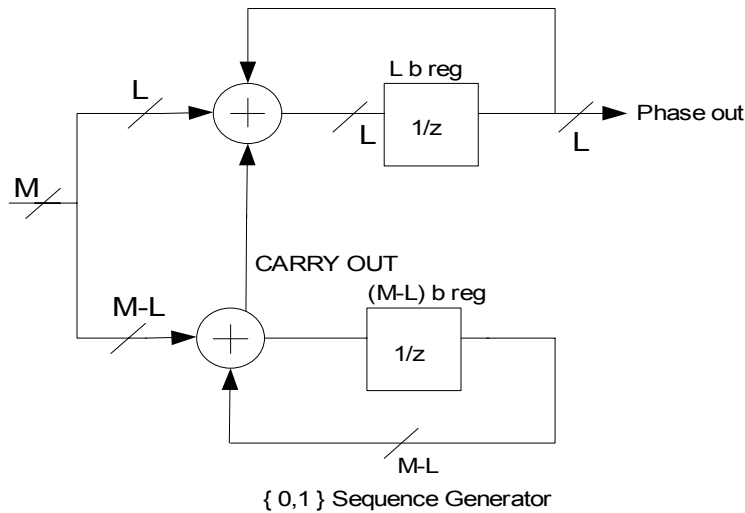 L b reg
L
1/z
L
L
Phase out
M
CARRY OUT
M-L
(M-L) b reg
1/z
M-L
{ 0,1 } Sequence Generator